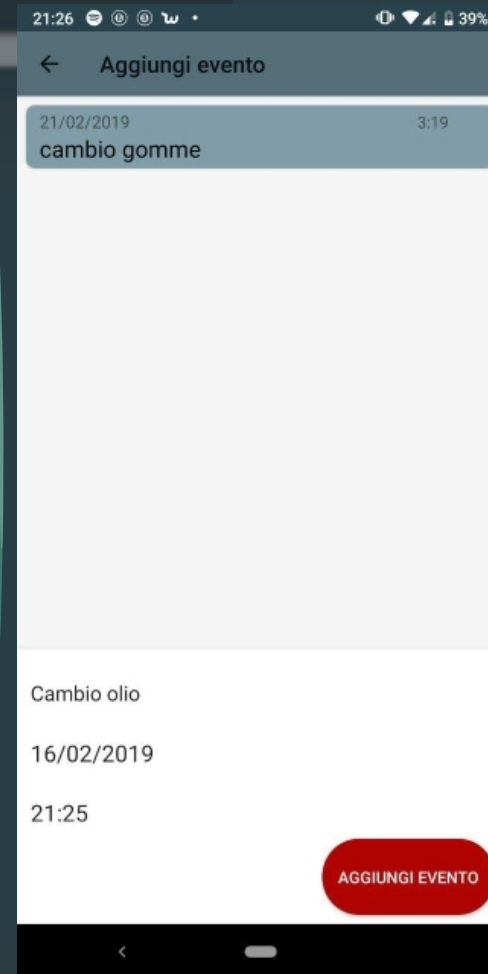 21:26 39%
Aggiungi evento
21/02/2019 3:19
cambio gomme
Cambio olio
16/02/2019
21:25
AGGIUNGI EVENTO